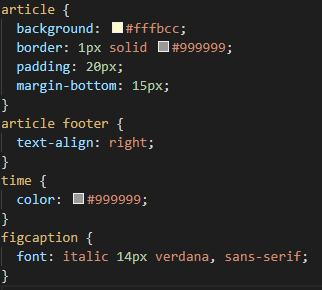 article {
background: #fffbcc;
border: 1px solid #999999;
padding: 20px;
margin-bottom: 15px;
}
article footer {
text-align: right;
}
time {
color: #999999;
}
figcaption {
font: italic 14px verdana, sans-serif;
}